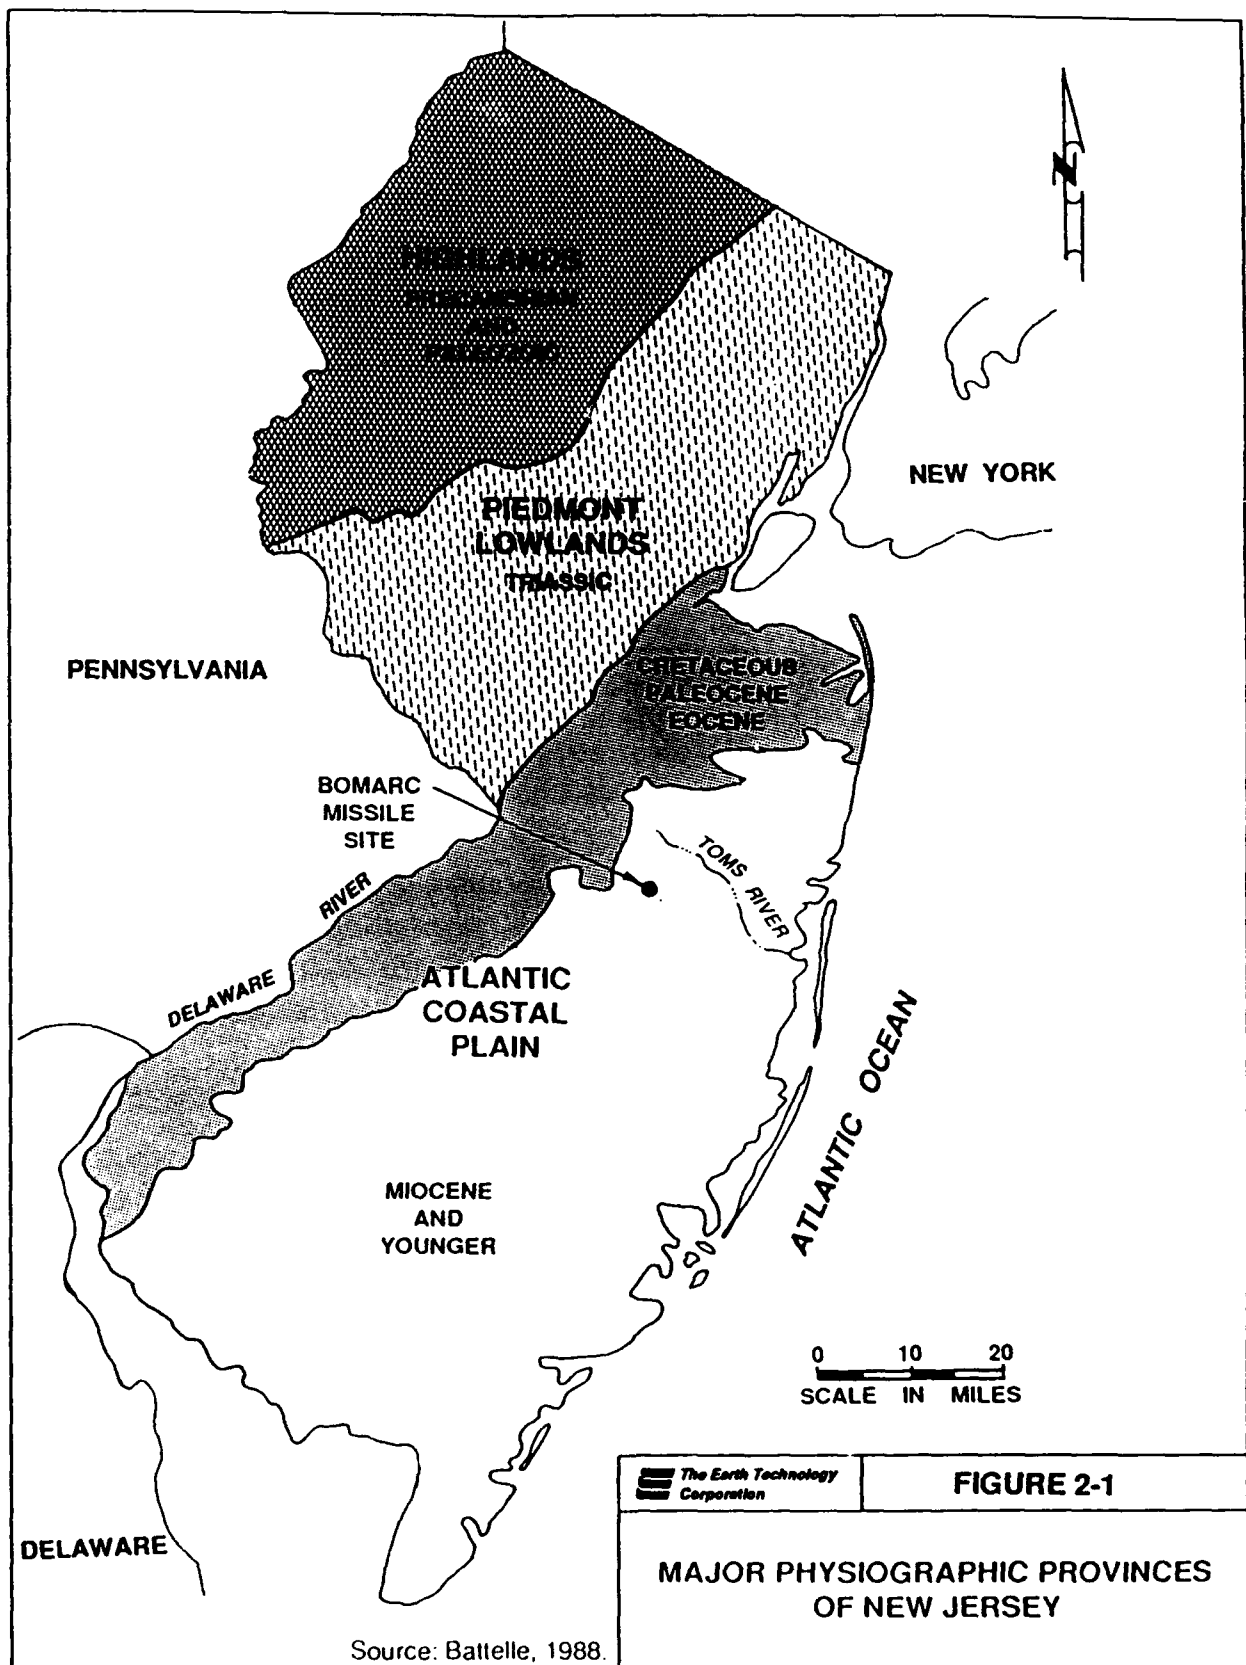 HIGHLANDS
PRECAMBRIAN
AND
PALEOZOIC
N
NEW YORK
PIEDMONT
LOWLANDS
TRIASSIC
PENNSYLVANIA
CRETACEOUS
PALEOCENE
EOCENE
BOMARC
MISSILE
SITE
TOMS RIVER
DELAWARE RIVER
ATLANTIC
COASTAL
PLAIN
ATLANTIC OCEAN
MIOCENE
AND
YOUNGER
0 10 20
SCALE IN MILES
DELAWARE
The Earth Technology
Corporation
FIGURE 2-1
MAJOR PHYSIOGRAPHIC PROVINCES
OF NEW JERSEY
Source: Battelle, 1988.